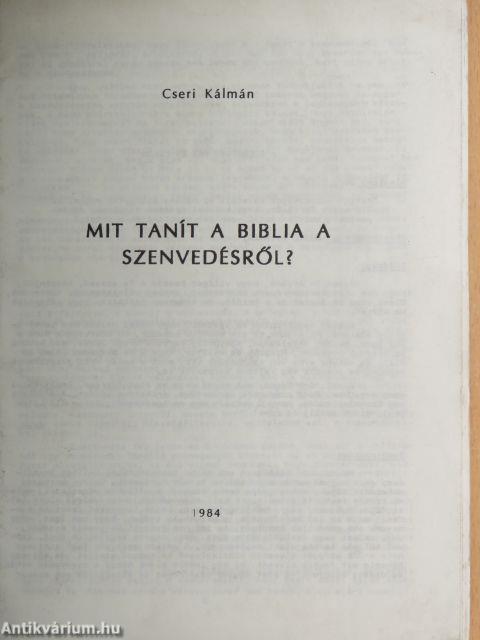 Cseri Kálmán
MIT TANÍT A BIBLIA A
SZENVEDÉSRŐL?
1984
Antikvárium.hu